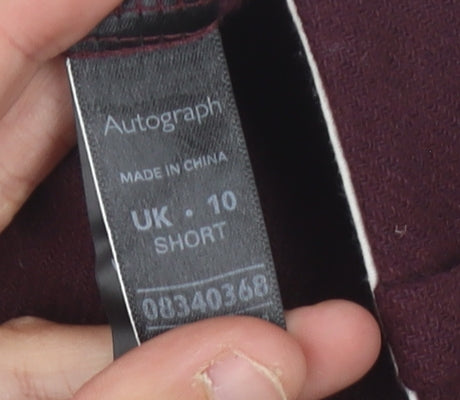 Autograph
MADE IN CHINA
UK • 10
SHORT
08340368